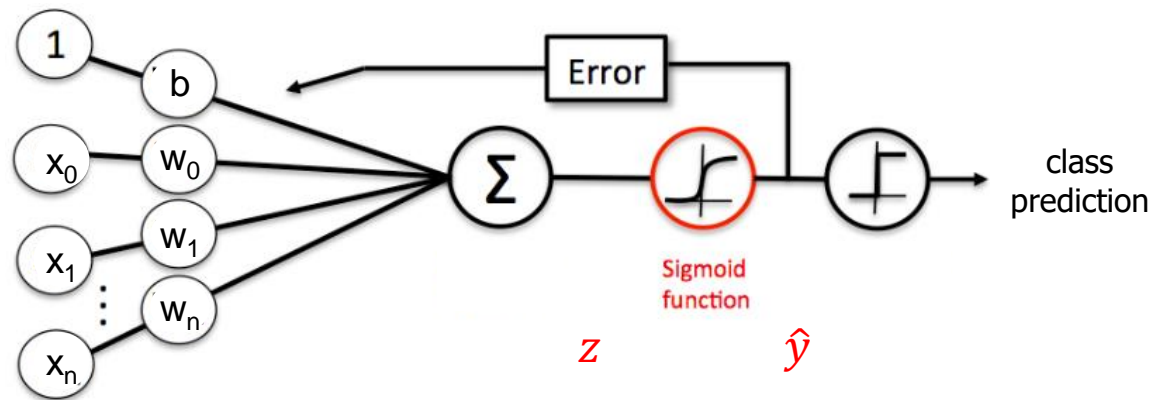 1
b
Error
x₀
w₀
Σ
class
prediction
x₁
w₁
⋮
wₙ
xₙ
Sigmoid
function
z
ŷ